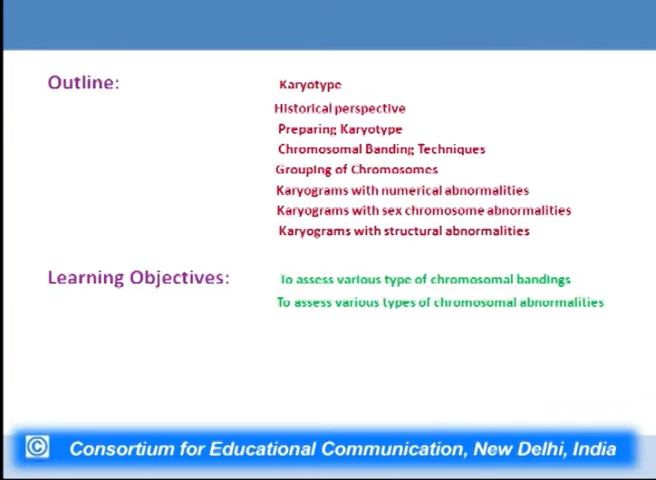 Outline: Karyotype
Historical perspective
Preparing Karyotype
Chromosomal Banding Techniques
Grouping of Chromosomes
Karyograms with numerical abnormalities
Karyograms with sex chromosome abnormalities
Karyograms with structural abnormalities
Learning Objectives: To assess various type of chromosomal bandings
To assess various types of chromosomal abnormalities
© Consortium for Educational Communication, New Delhi, India